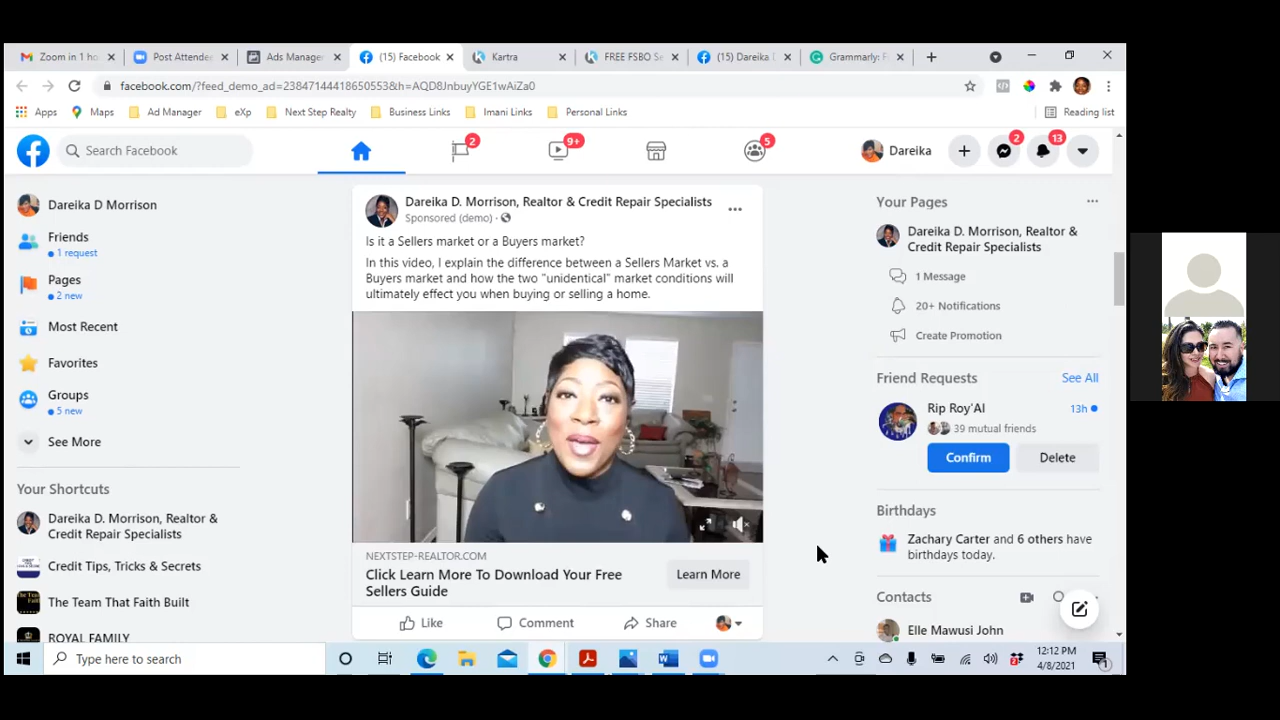 Zoom in 1 ho
Post Attende
Ads Manager
(15) Facebook
Kartra
FREE FSBO Se
(15) Dareika
Grammarly: F
facebook.com/?feed_demo_ad=23847144418650553&h=AQD8JnbuyYGE1wAiZa0
Apps
Maps
Ad Manager
eXp
Next Step Realty
Business Links
Imani Links
Personal Links
Reading list
Search Facebook
2
9+
5
Dareika
2
13
Dareika D Morrison
Friends
1 request
Pages
2 new
Most Recent
Favorites
Groups
5 new
See More
Your Shortcuts
Dareika D. Morrison, Realtor &
Credit Repair Specialists
Credit Tips, Tricks & Secrets
The Team That Faith Built
ROYAL FAMILY
Dareika D. Morrison, Realtor & Credit Repair Specialists
Sponsored (demo) ·
Is it a Sellers market or a Buyers market?
In this video, I explain the difference between a Sellers Market vs. a
Buyers market and how the two "unidentical" market conditions will
ultimately effect you when buying or selling a home.
NEXTSTEP-REALTOR.COM
Click Learn More To Download Your Free
Sellers Guide
Learn More
Like
Comment
Share
Your Pages
Dareika D. Morrison, Realtor &
Credit Repair Specialists
1 Message
20+ Notifications
Create Promotion
Friend Requests
See All
Rip Roy'Al
13h
39 mutual friends
Confirm
Delete
Birthdays
Zachary Carter and 6 others have
birthdays today.
Contacts
Elle Mawusi John
Type here to search
12:12 PM
4/8/2021
1